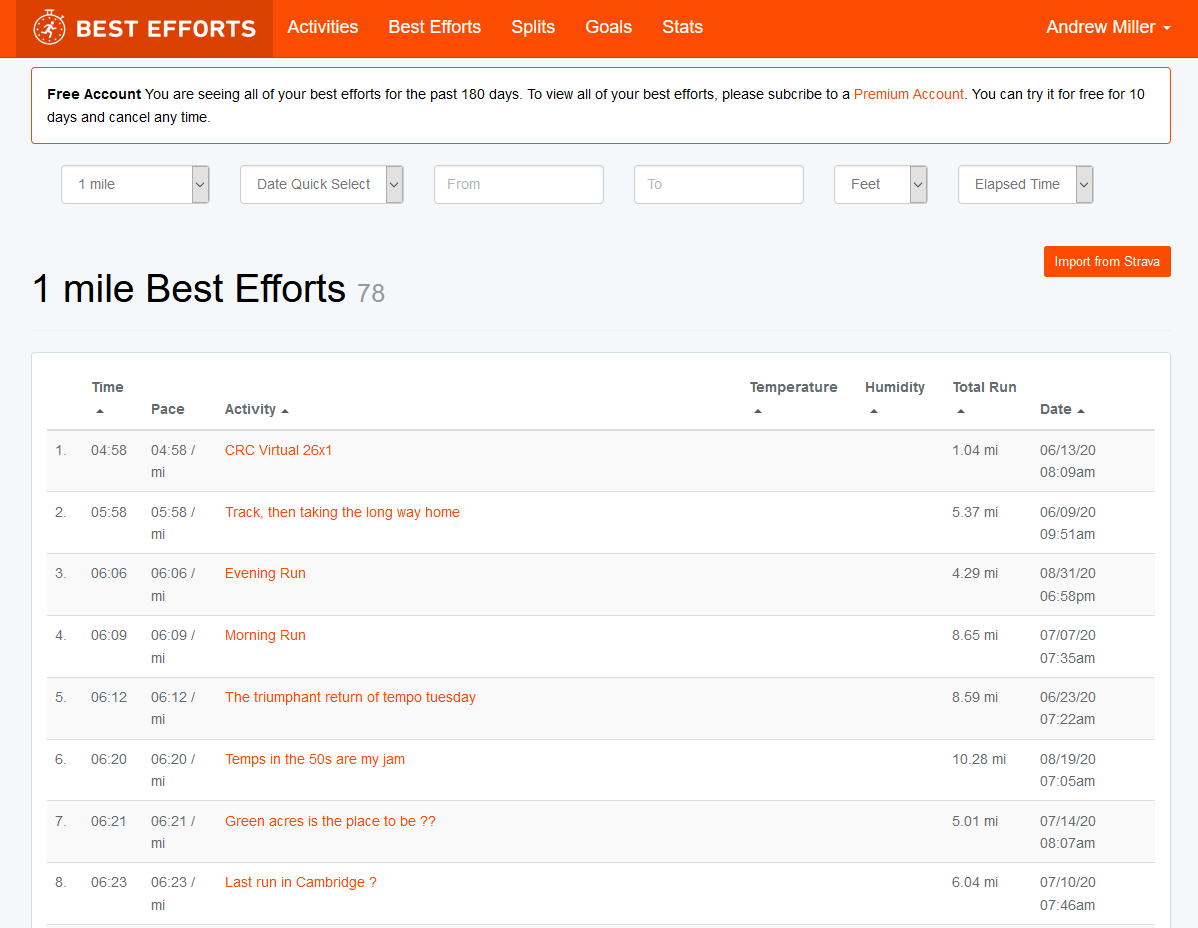 BEST EFFORTS Activities Best Efforts Splits Goals Stats Andrew Miller
Free Account You are seeing all of your best efforts for the past 180 days. To view all of your best efforts, please subcribe to a Premium Account. You can try it for free for 10
days and cancel any time.
1 mile Date Quick Select From To Feet Elapsed Time
Import from Strava
1 mile Best Efforts 78
Time Temperature Humidity Total Run
Pace Activity Date
1. 04:58 04:58 / CRC Virtual 26x1 1.04 mi 06/13/20
mi 08:09am
2. 05:58 05:58 / Track, then taking the long way home 5.37 mi 06/09/20
mi 09:51am
3. 06:06 06:06 / Evening Run 4.29 mi 08/31/20
mi 06:58pm
4. 06:09 06:09 / Morning Run 8.65 mi 07/07/20
mi 07:35am
5. 06:12 06:12 / The triumphant return of tempo tuesday 8.59 mi 06/23/20
mi 07:22am
6. 06:20 06:20 / Temps in the 50s are my jam 10.28 mi 08/19/20
mi 07:05am
7. 06:21 06:21 / Green acres is the place to be ?? 5.01 mi 07/14/20
mi 08:07am
8. 06:23 06:23 / Last run in Cambridge ? 6.04 mi 07/10/20
mi 07:46am